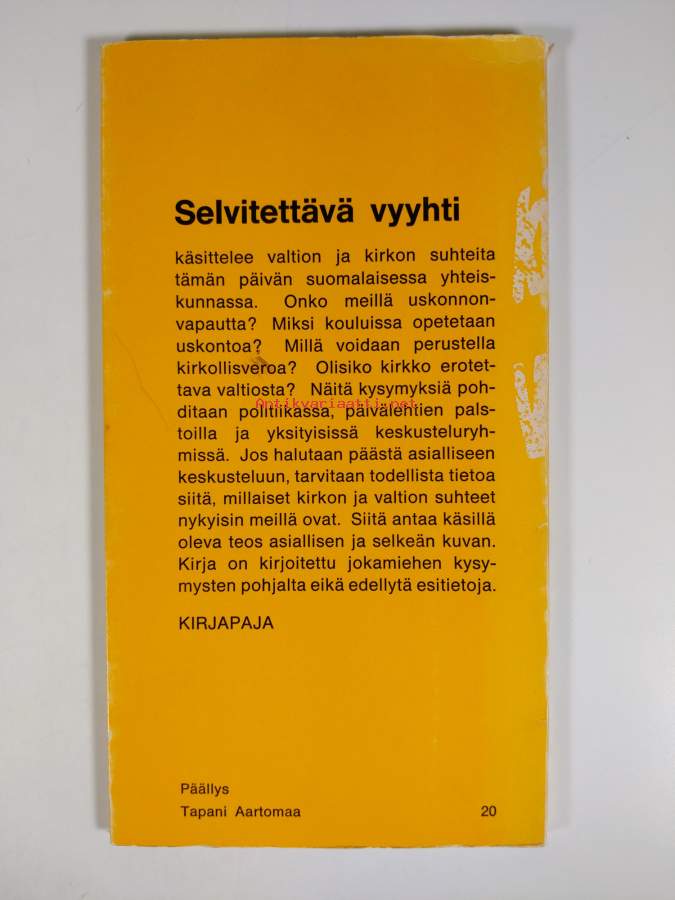 Selvitettävä vyyhti
käsittelee valtion ja kirkon suhteita
tämän päivän suomalaisessa yhteis-
kunnassa. Onko meillä uskonnon-
vapautta? Miksi kouluissa opetetaan
uskontoa? Millä voidaan perustella
kirkollisveroa? Olisiko kirkko erotet-
tava valtiosta? Näitä kysymyksiä poh-
ditaan politiikassa, päivälehtien pals-
Antikvariaatti.net
toilla ja yksityisissä keskusteluryh-
missä. Jos halutaan päästä asialliseen
keskusteluun, tarvitaan todellista tietoa
siitä, millaiset kirkon ja valtion suhteet
nykyisin meillä ovat. Siitä antaa käsillä
oleva teos asiallisen ja selkeän kuvan.
Kirja on kirjoitettu jokamiehen kysy-
mysten pohjalta eikä edellytä esitietoja.
KIRJAPAJA
Päällys
Tapani Aartomaa 20